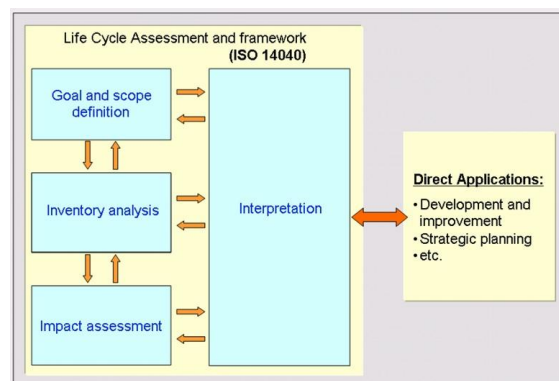 Life Cycle Assessment and framework
(ISO 14040)
Goal and scope
definition
Inventory analysis
Impact assessment
Interpretation
Direct Applications:
• Development and
improvement
• Strategic planning
• etc.